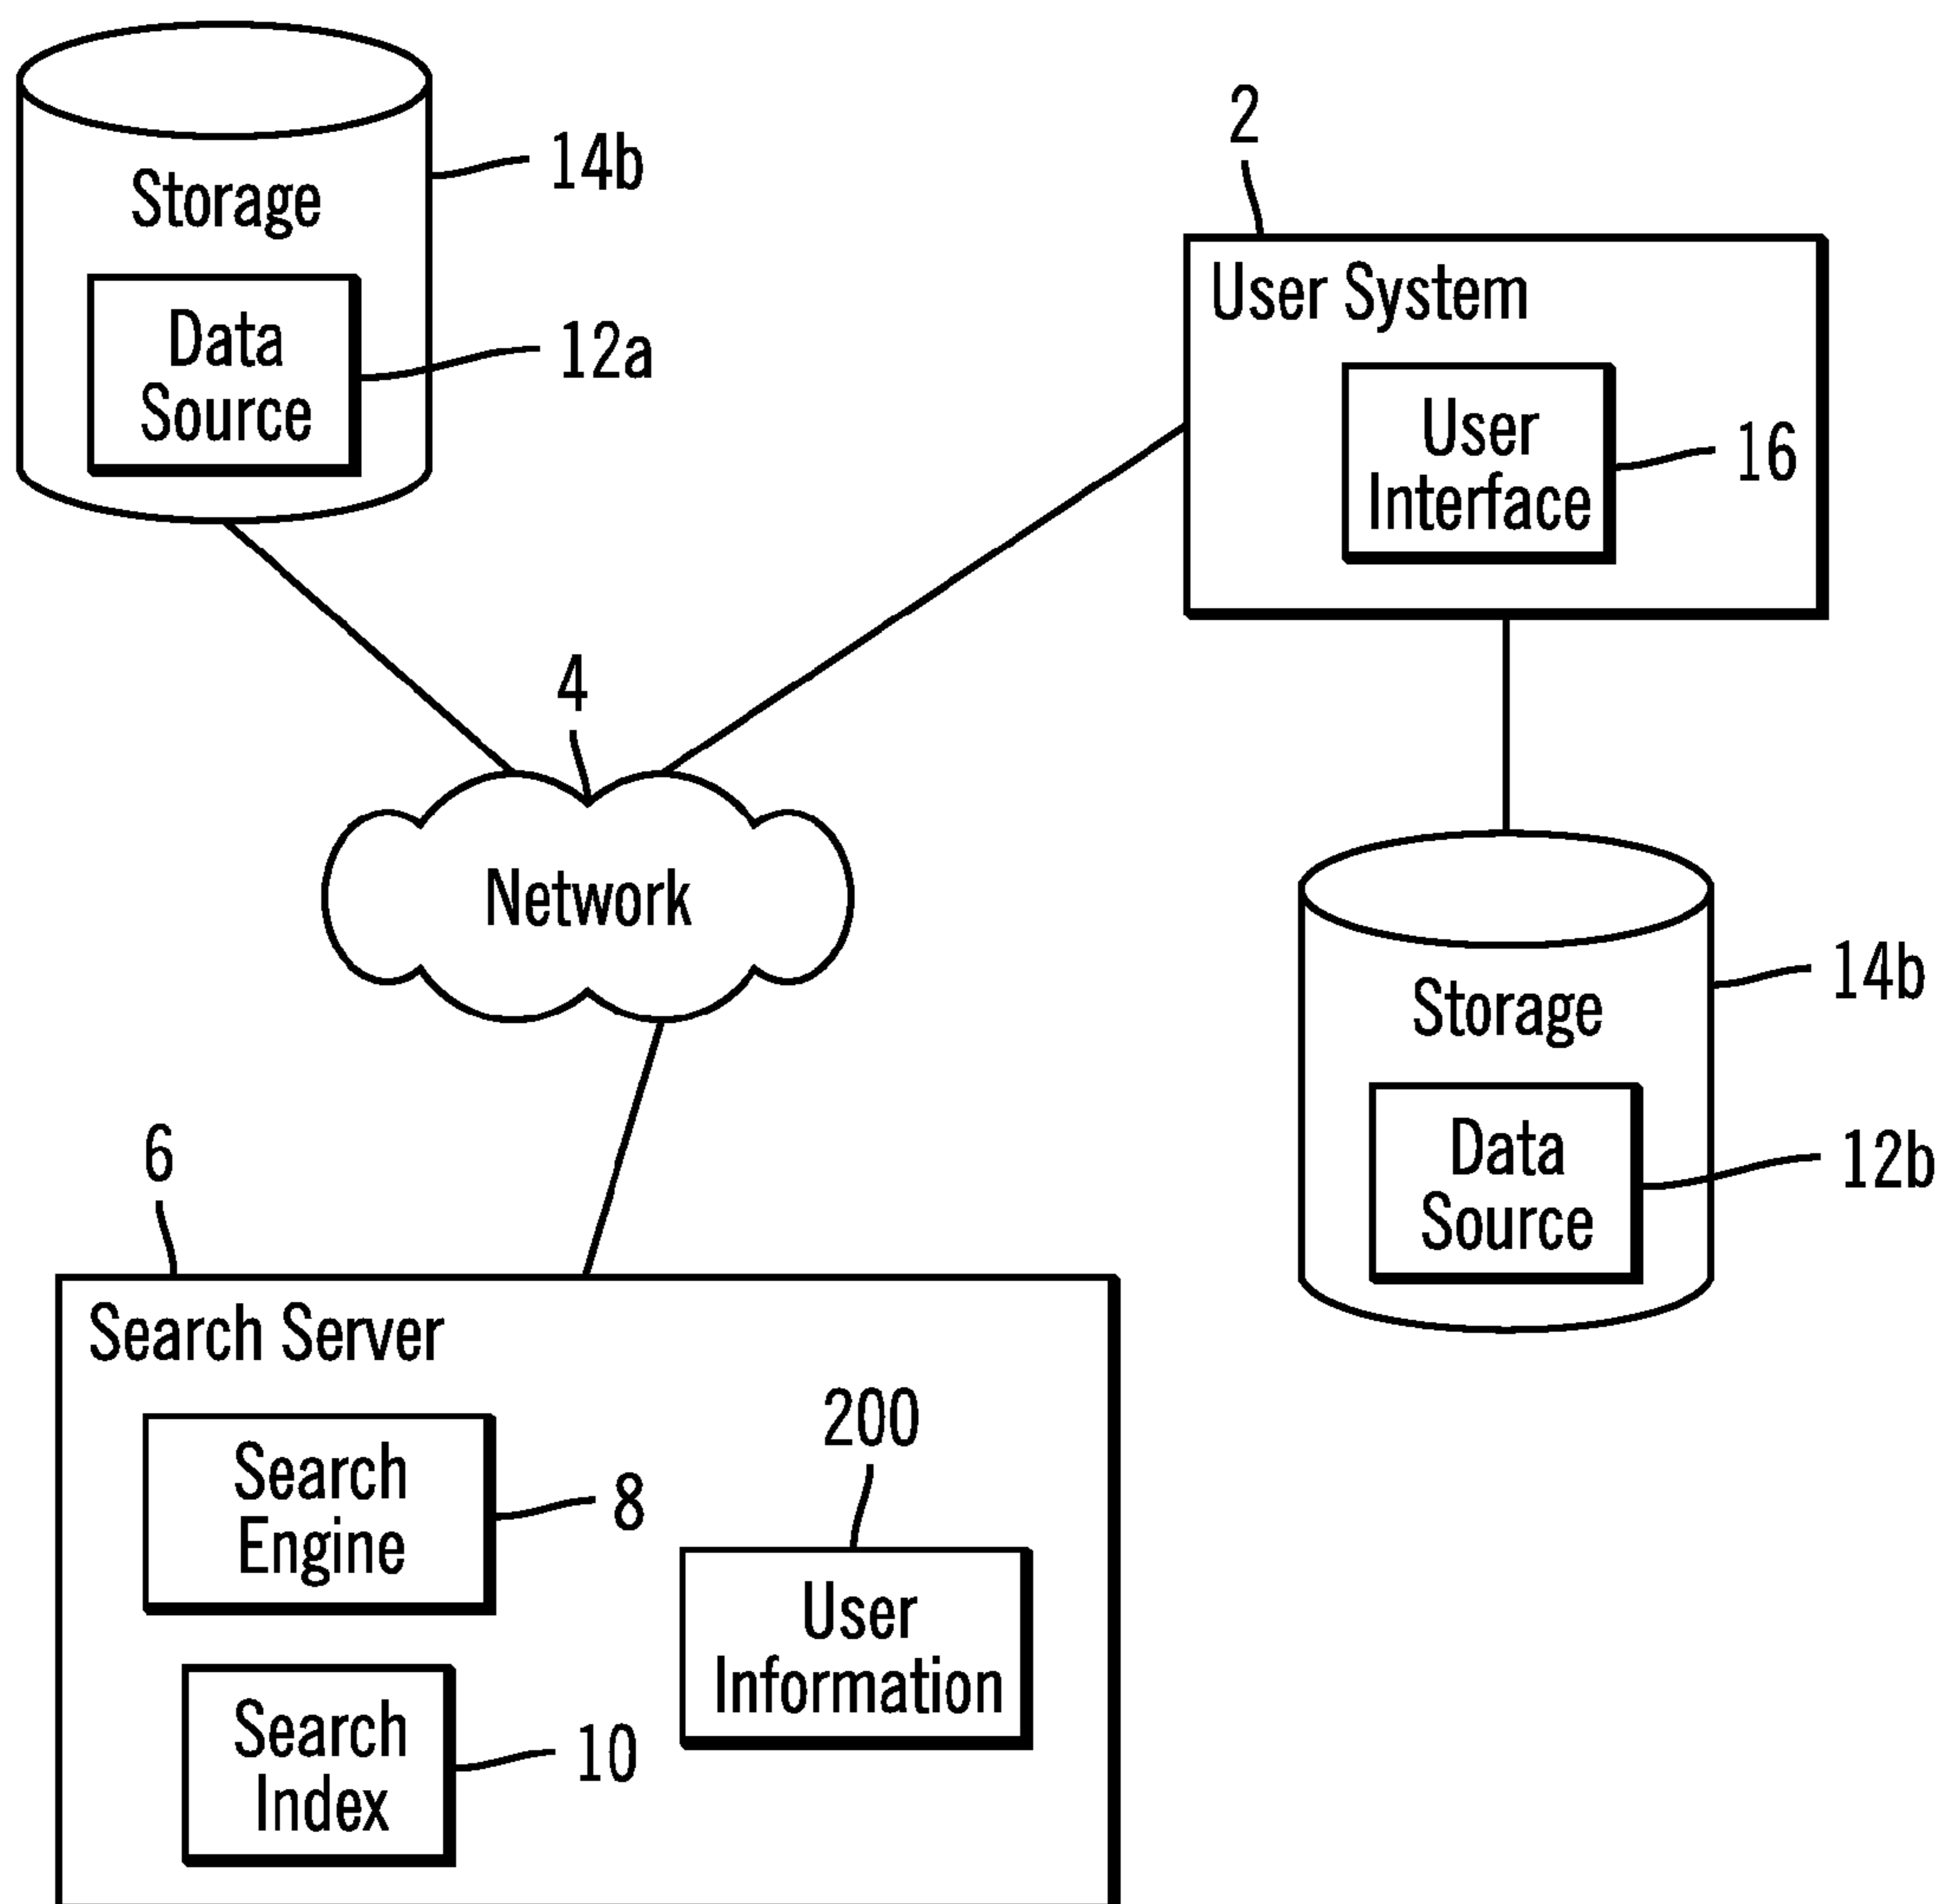 Storage
14b
Data
Source
12a
2
User System
User
Interface
16
4
Network
Storage
14b
Data
Source
12b
6
Search Server
Search
Engine
8
200
User
Information
Search
Index
10